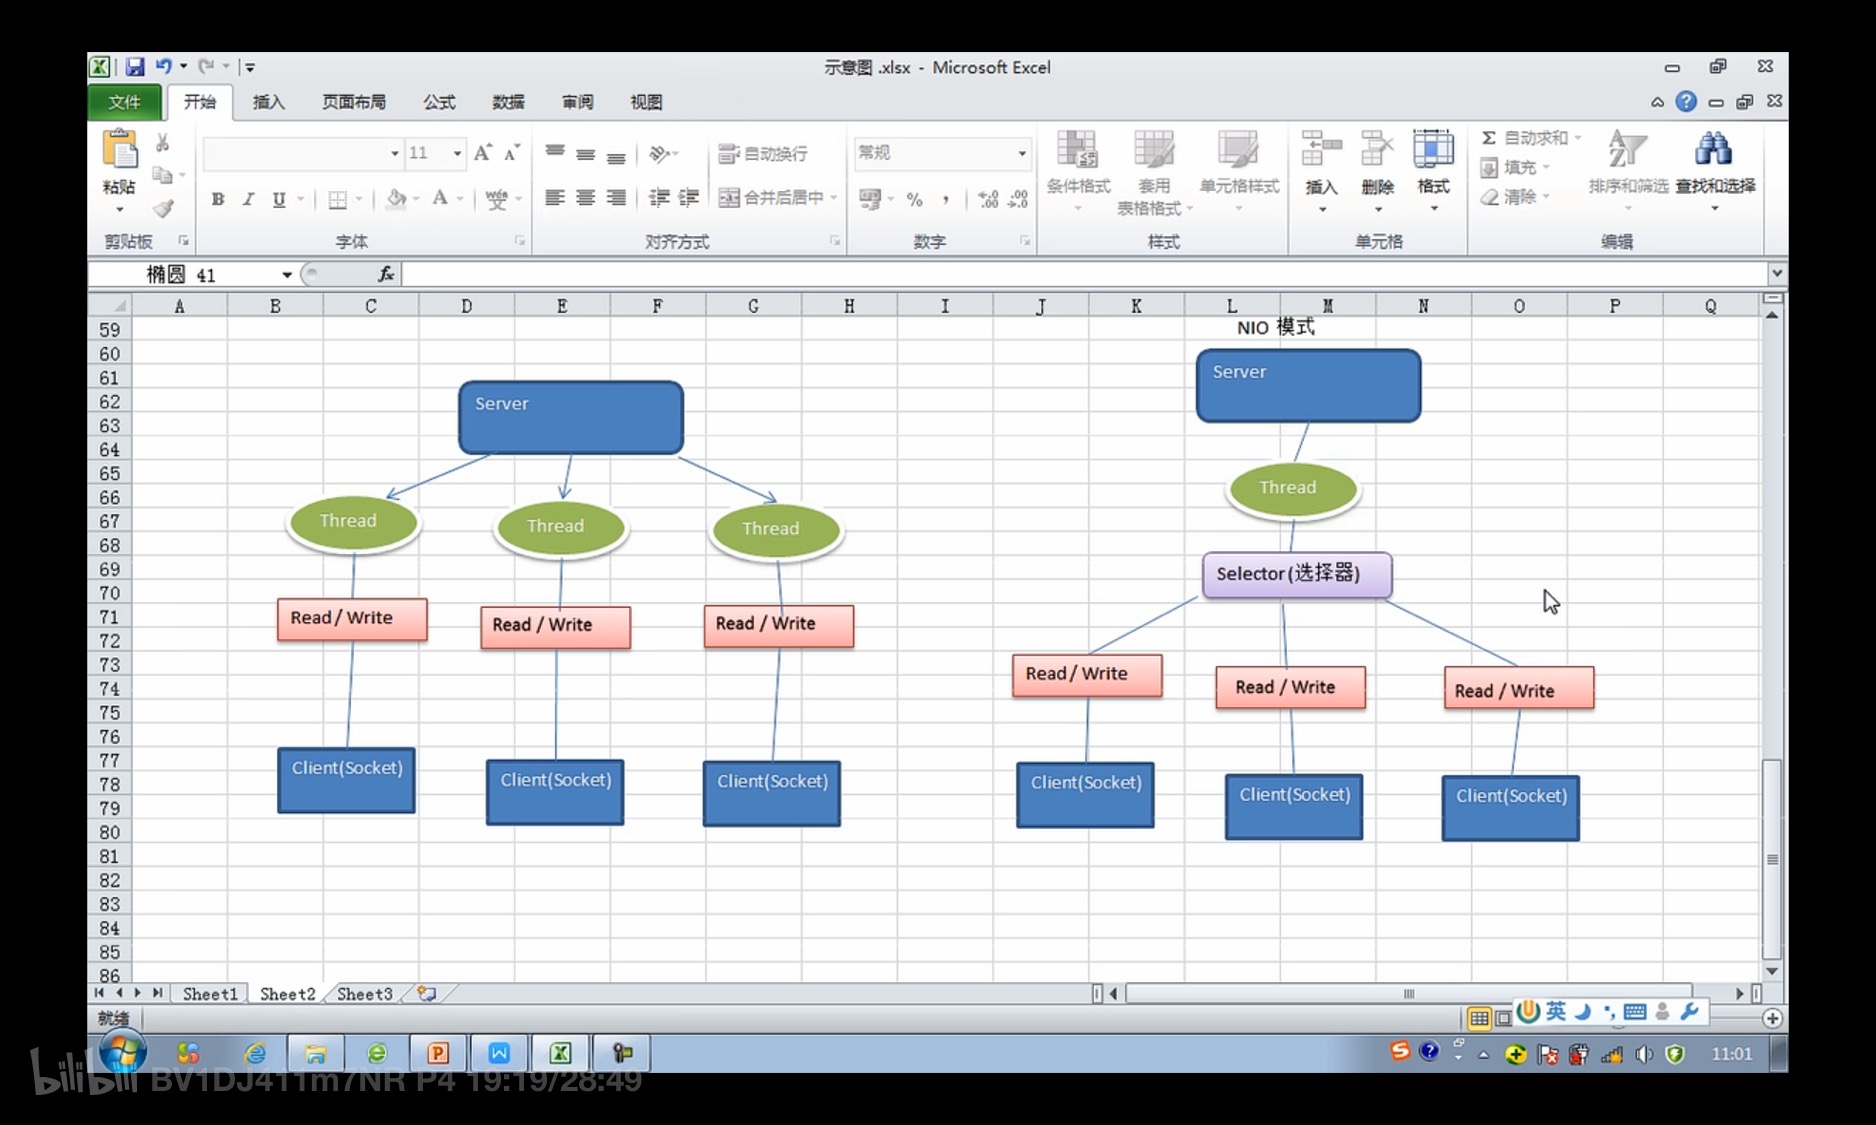 示意图.xlsx - Microsoft Excel
文件 开始 插入 页面布局 公式 数据 审阅 视图
粘贴
剪贴板
11
B I U
字体
自动换行
合并后居中
对齐方式
常规
数字
条件格式
套用
表格格式
单元格样式
样式
插入 删除 格式
单元格
Σ 自动求和
填充
清除
排序和筛选
查找和选择
编辑
椭圆 41
fx
A B C D E F G H I J K L M N O P Q
59
60
61
62
63
64
65
66
67
68
69
70
71
72
73
74
75
76
77
78
79
80
81
82
83
84
85
86
Server
Thread Thread Thread
Read / Write Read / Write Read / Write
Client(Socket) Client(Socket) Client(Socket)
NIO 模式
Server
Thread
Selector(选择器)
Read / Write Read / Write Read / Write
Client(Socket) Client(Socket) Client(Socket)
Sheet1 Sheet2 Sheet3
就绪
英
11:01
bilibili BV1DJ411m7NR P4 19:19/28:49